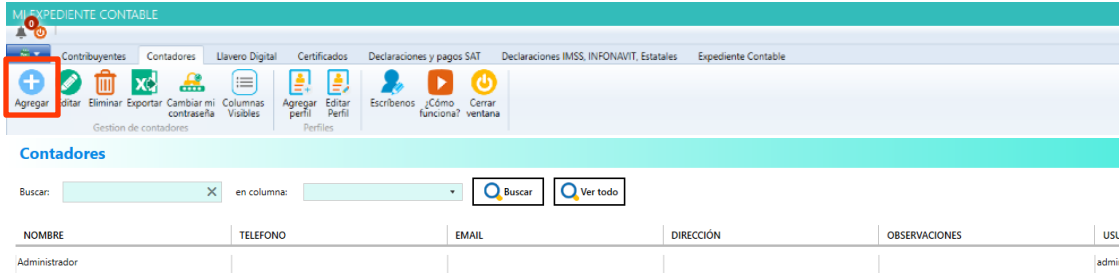 MI EXPEDIENTE CONTABLE
0
Contribuyentes Contadores Llavero Digital Certificados Declaraciones y pagos SAT Declaraciones IMSS, INFONAVIT, Estatales Expediente Contable
Agregar Editar Eliminar Exportar Cambiar mi contraseña Columnas Visibles Agregar perfil Editar Perfil Escríbenos ¿Cómo funciona? Cerrar ventana
Gestion de contadores Perfiles
Contadores
Buscar: en columna: Buscar Ver todo
NOMBRE TELEFONO EMAIL DIRECCIÓN OBSERVACIONES USU
Administrador admi